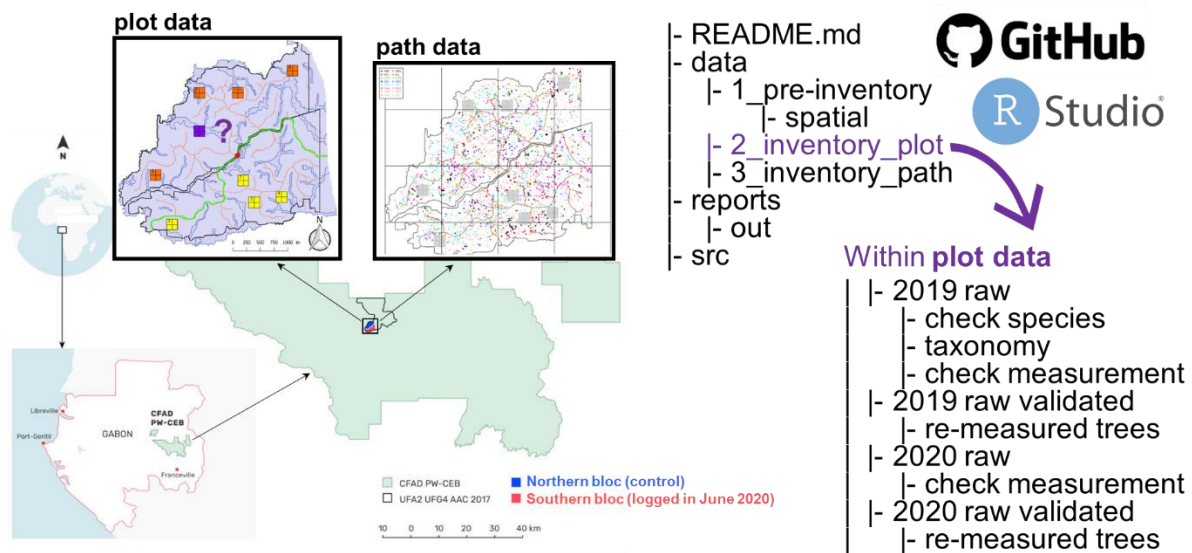 plot data
?
N
0 250 500 750 1000 m
path data
N
Libreville
Port-Gentil
GABON
CFAD
PW-CEB
Franceville
CFAD PW-CEB
UFA2 UFG4 AAC 2017
Northern bloc (control)
Southern bloc (logged in June 2020)
10 0 10 20 30 40 km
|- README.md
|- data
|- 1_pre-inventory
|- spatial
|- 2_inventory_plot
|- 3_inventory_path
|- reports
|- out
|- src
GitHub
R Studio®
Within plot data
| |- 2019 raw
| |- check species
| |- taxonomy
| |- check measurement
| |- 2019 raw validated
| |- re-measured trees
| |- 2020 raw
| |- check measurement
| |- 2020 raw validated
| |- re-measured trees